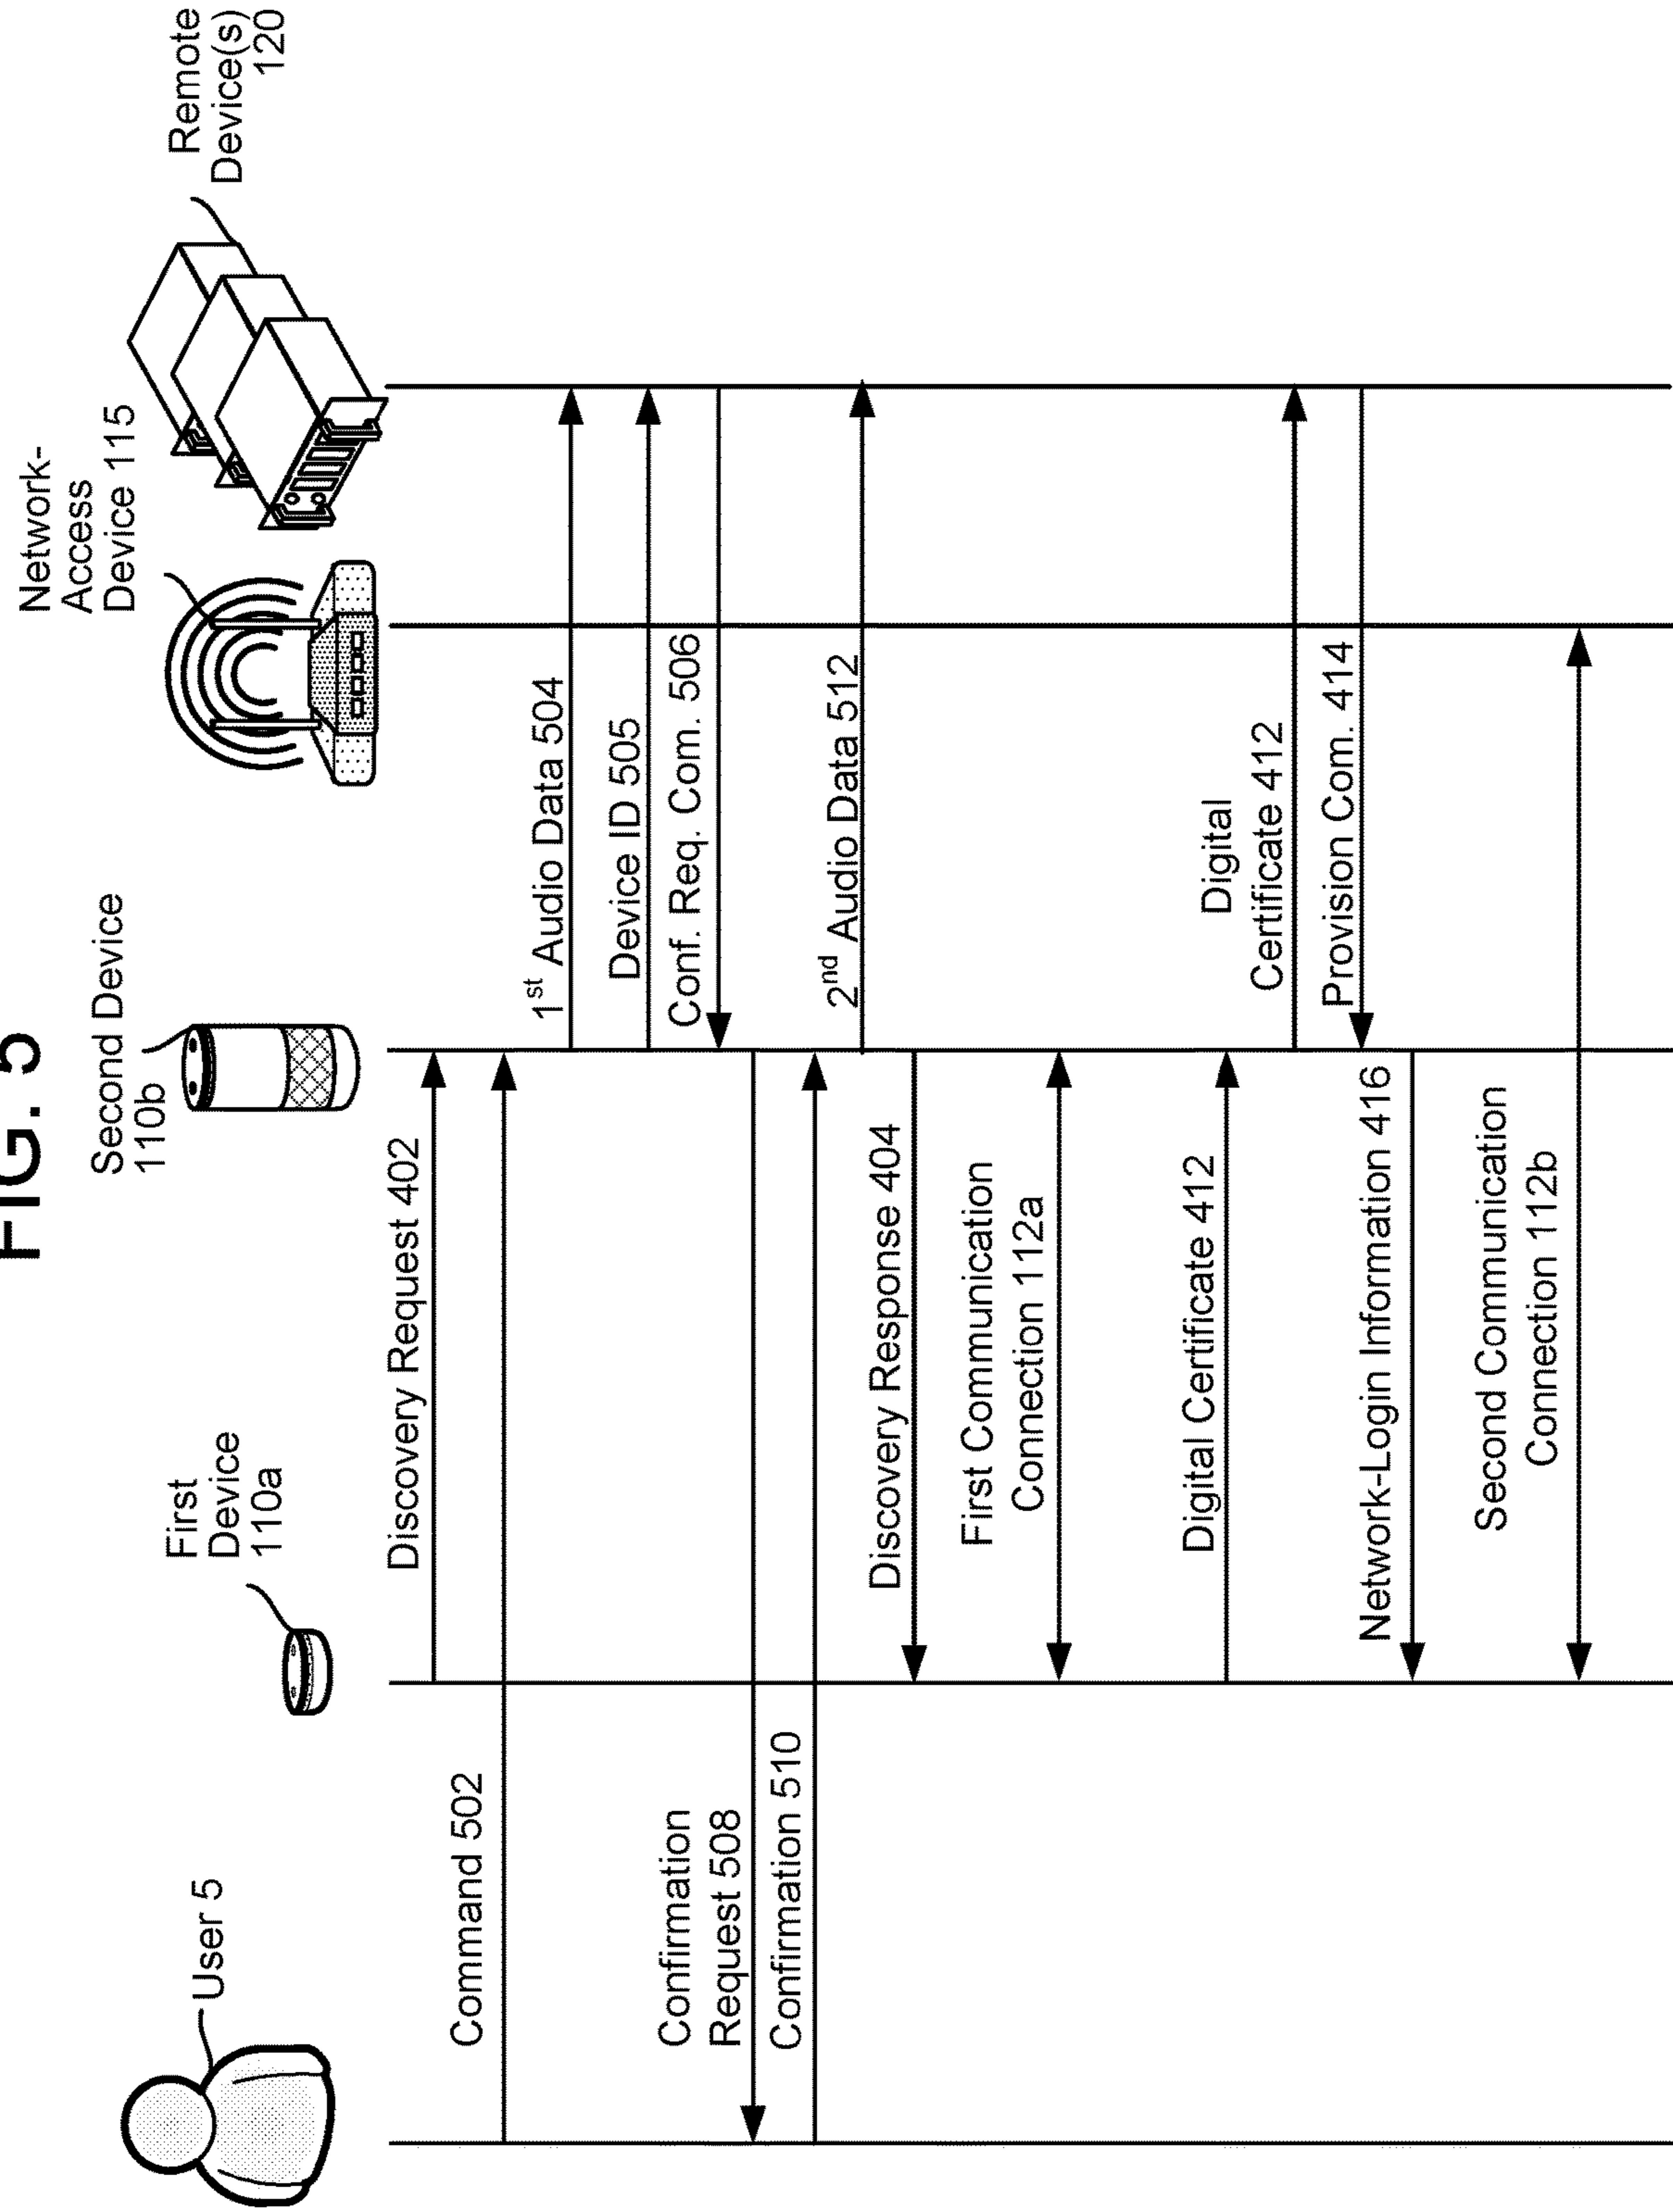 FIG. 5
User 5
First
Device
110a
Second Device
110b
Network-
Access
Device 115
Remote
Device(s)
120
Discovery Request 402
Command 502
1st Audio Data 504
Device ID 505
Conf. Req. Com. 506
Confirmation
Request 508
Confirmation 510
2nd Audio Data 512
Discovery Response 404
First Communication
Connection 112a
Digital Certificate 412
Digital
Certificate 412
Provision Com. 414
Network-Login Information 416
Second Communication
Connection 112b